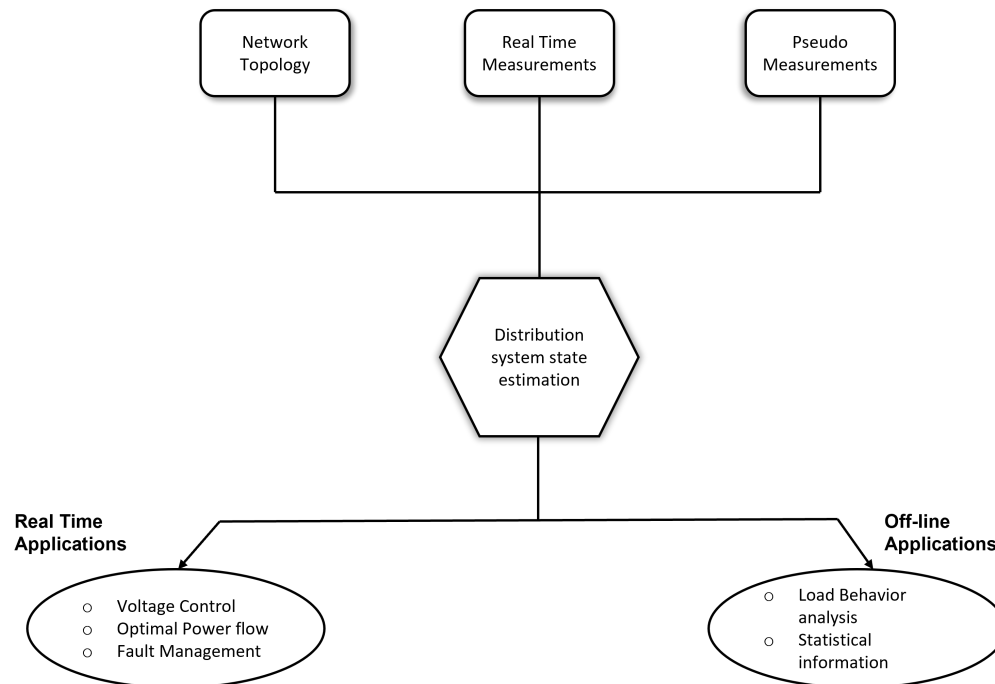 Network
Topology
Real Time
Measurements
Pseudo
Measurements
Distribution
system state
estimation
Real Time
Applications
Off-line
Applications
○ Voltage Control
○ Optimal Power flow
○ Fault Management
○ Load Behavior
analysis
○ Statistical
information